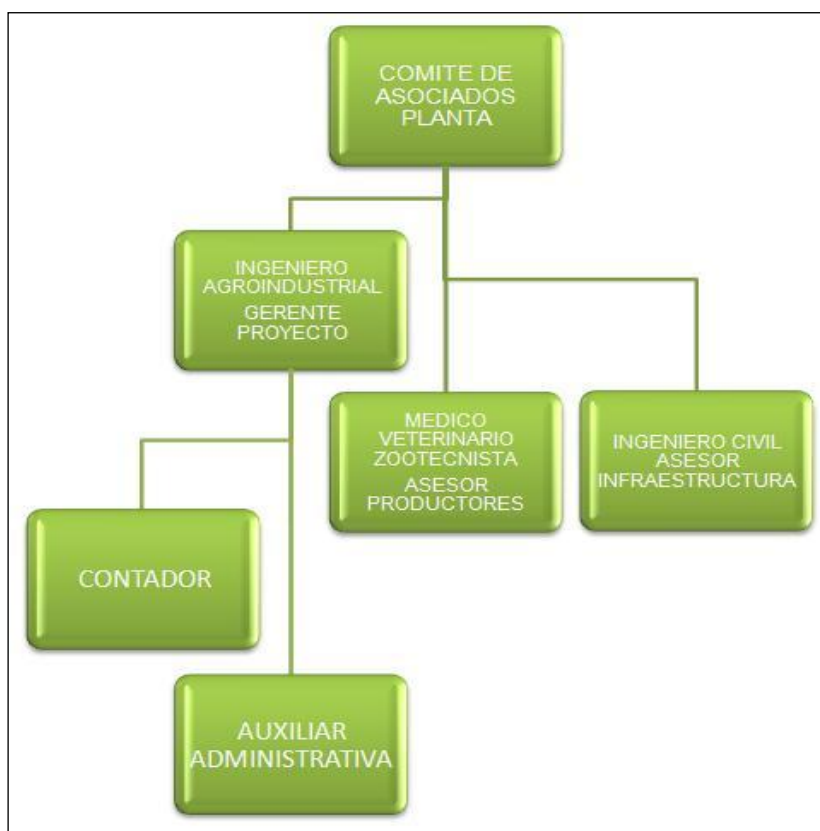 COMITE DE
ASOCIADOS
PLANTA
INGENIERO
AGROINDUSTRIAL
GERENTE
PROYECTO
MEDICO
VETERINARIO
ZOOTECNISTA
ASESOR
PRODUCTORES
INGENIERO CIVIL
ASESOR
INFRAESTRUCTURA
CONTADOR
AUXILIAR
ADMINISTRATIVA